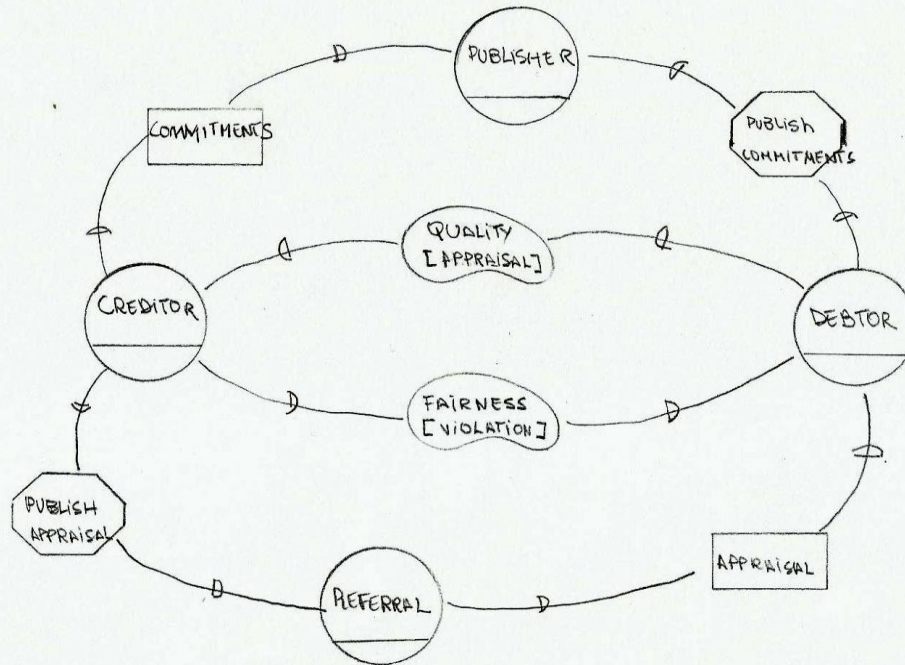 PUBLISHER
COMMITMENTS
PUBLISH
COMMITMENTS
QUALITY
[APPRAISAL]
CREDITOR
DEBTOR
FAIRNESS
[VIOLATION]
PUBLISH
APPRAISAL
APPRAISAL
REFERRAL